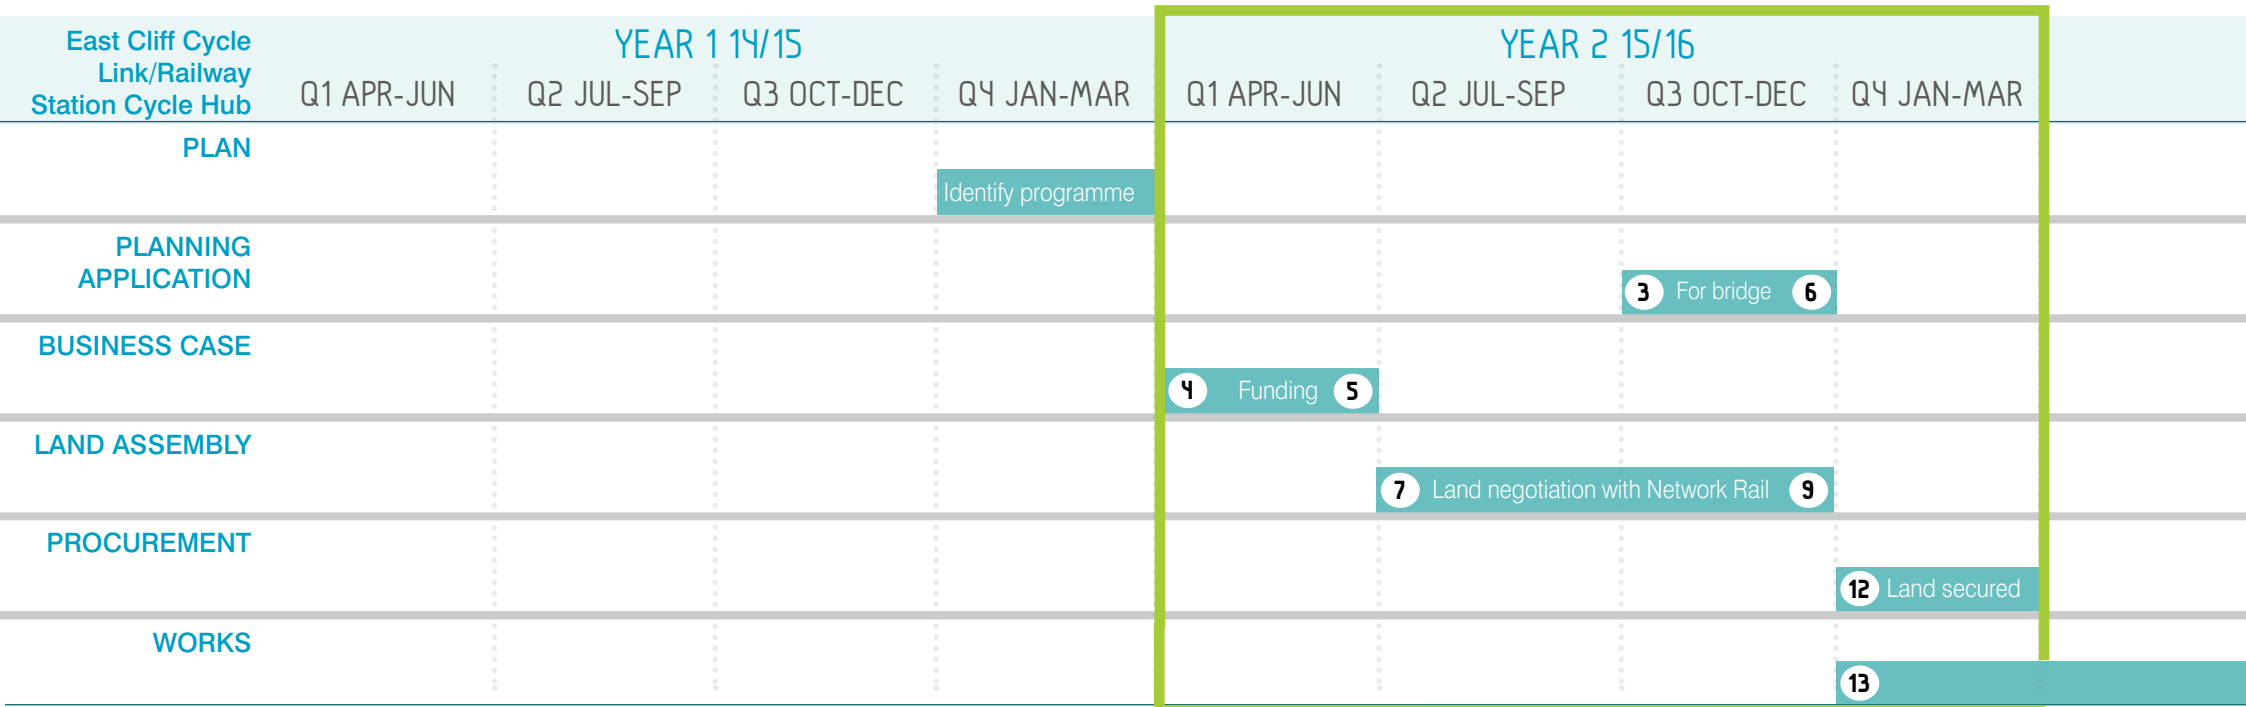 East Cliff Cycle
Link/Railway
Station Cycle Hub
YEAR 1 14/15
YEAR 2 15/16
Q1 APR-JUN
Q2 JUL-SEP
Q3 OCT-DEC
Q4 JAN-MAR
Q1 APR-JUN
Q2 JUL-SEP
Q3 OCT-DEC
Q4 JAN-MAR
PLAN
Identify programme
PLANNING
APPLICATION
3 For bridge 6
BUSINESS CASE
4 Funding 5
LAND ASSEMBLY
7 Land negotiation with Network Rail 9
PROCUREMENT
12 Land secured
WORKS
13